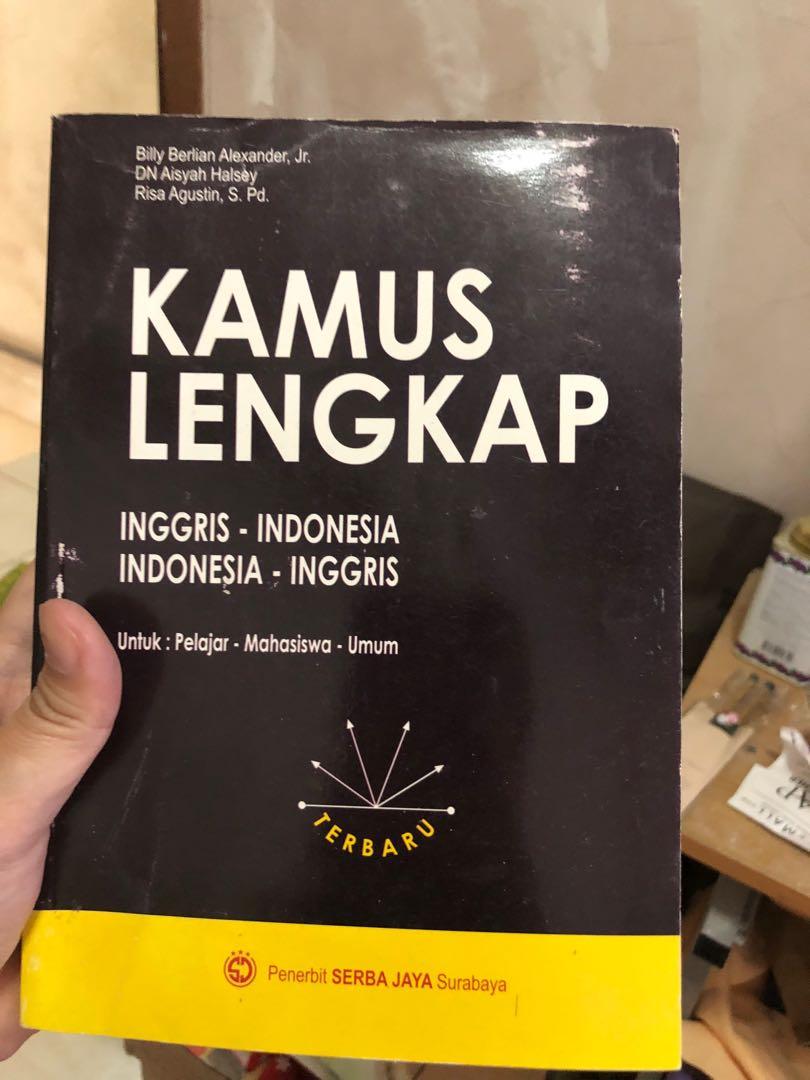 Billy Berlian Alexander, Jr.
DN Aisyah Halsey
Risa Agustin, S. Pd.
KAMUS
LENGKAP
INGGRIS - INDONESIA
INDONESIA - INGGRIS
Untuk : Pelajar - Mahasiswa - Umum
TERBARU
Penerbit SERBA JAYA Surabaya
MALL